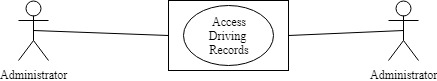 Access
Driving
Records
Administrator
Administrator